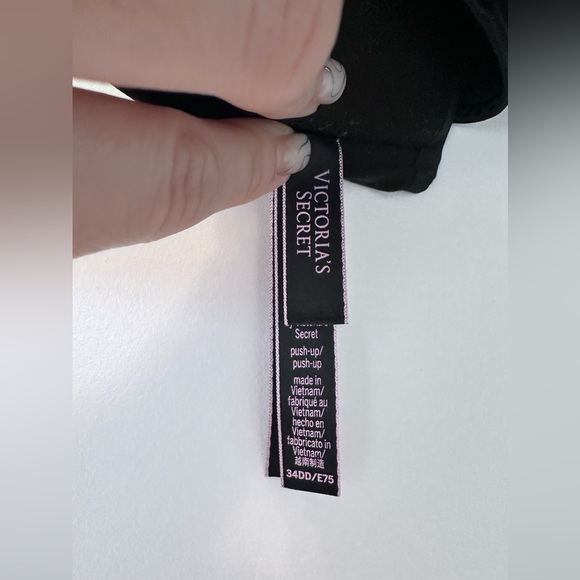 VICTORIA'S
SECRET
Secret
push-up/
push-up
made in
Vietnam/
fabriqué au
Vietnam/
hecho en
Vietnam/
fabbricato in
Vietnam/
越南制造
34DD/E75